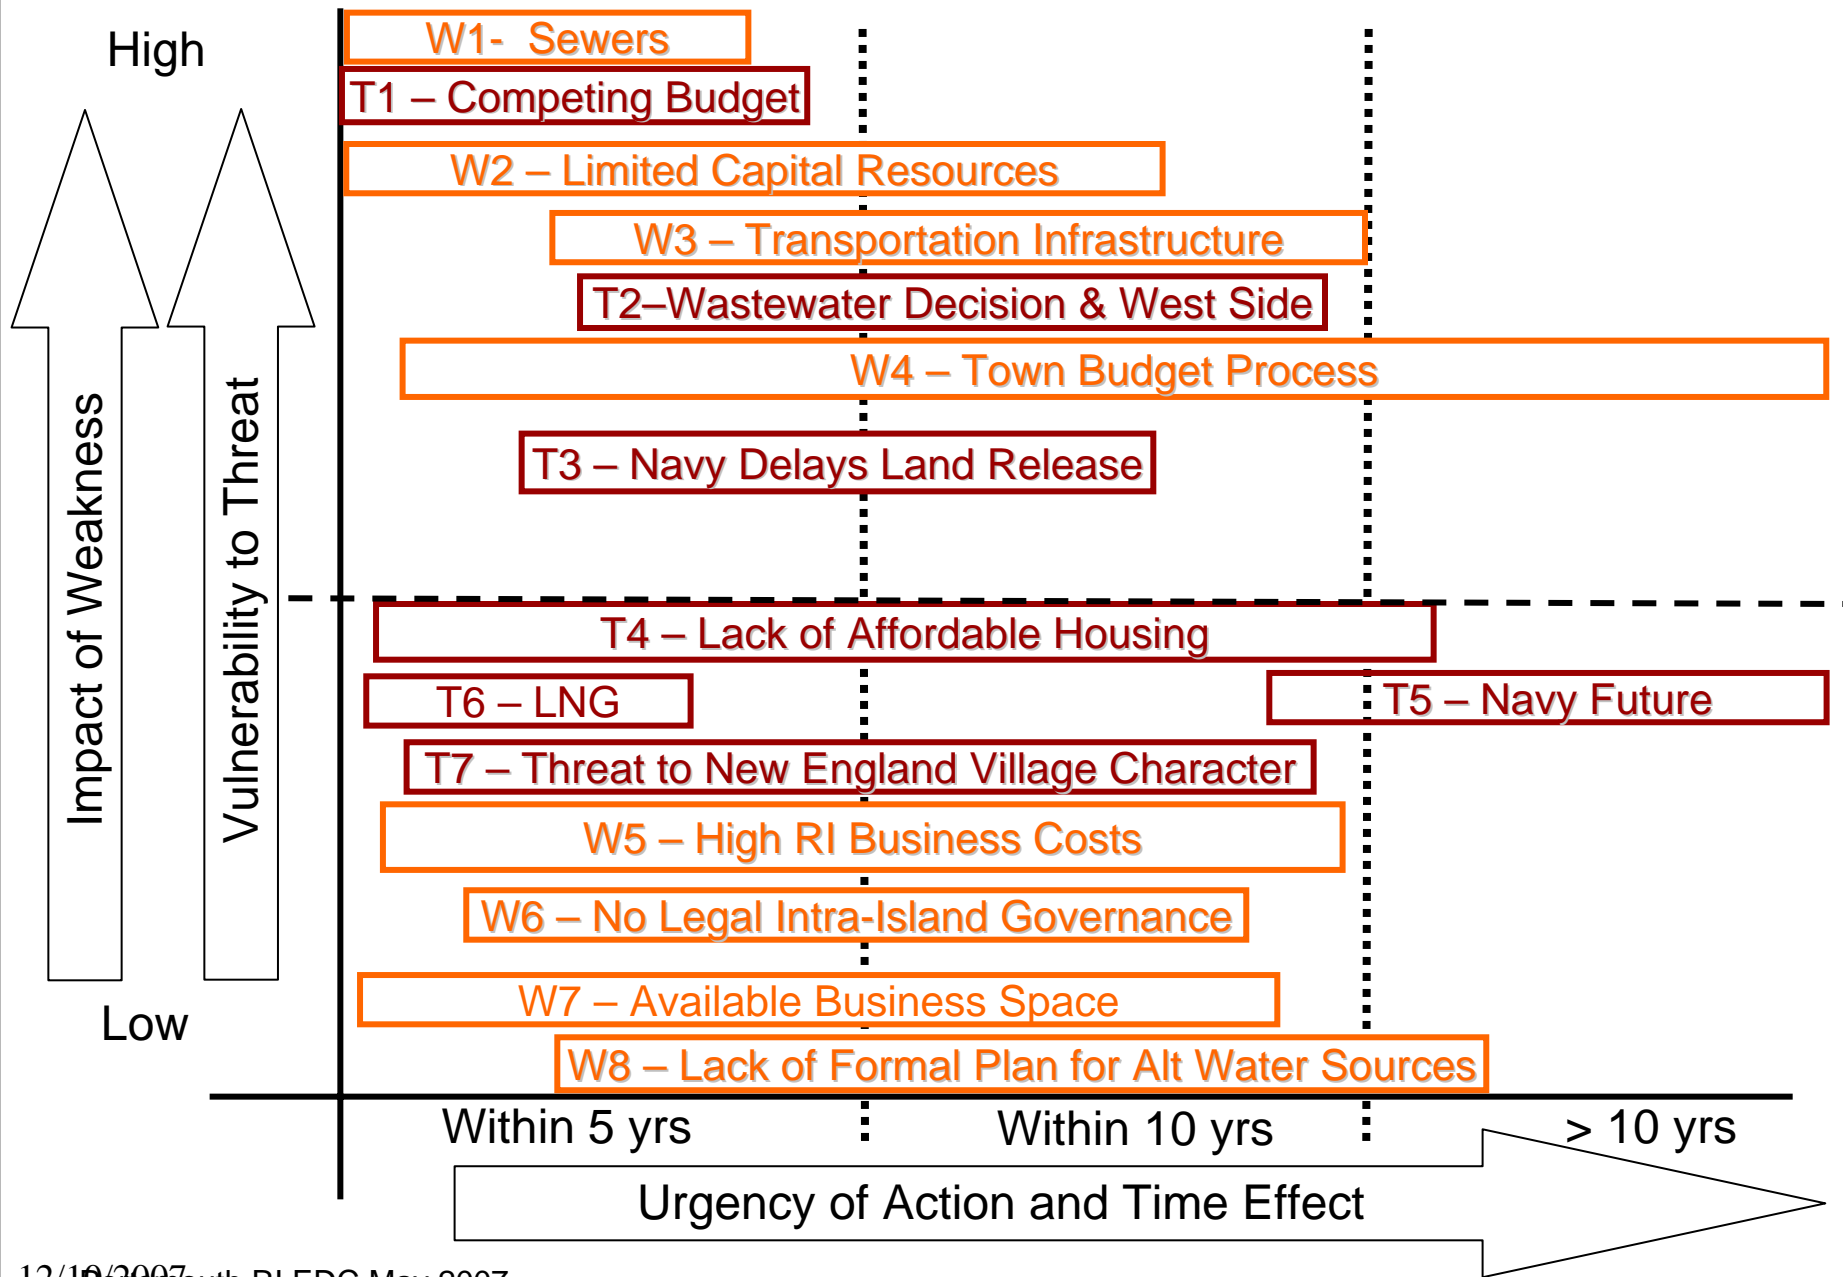 High
W1- Sewers
T1 – Competing Budget
W2 – Limited Capital Resources
W3 – Transportation Infrastructure
T2–Wastewater Decision & West Side
W4 – Town Budget Process
T3 – Navy Delays Land Release
Impact of Weakness
Vulnerability to Threat
T4 – Lack of Affordable Housing
T6 – LNG
T5 – Navy Future
T7 – Threat to New England Village Character
W5 – High RI Business Costs
W6 – No Legal Intra-Island Governance
W7 – Available Business Space
Low
W8 – Lack of Formal Plan for Alt Water Sources
Within 5 yrs
Within 10 yrs
> 10 yrs
Urgency of Action and Time Effect
RI EDC May 2007